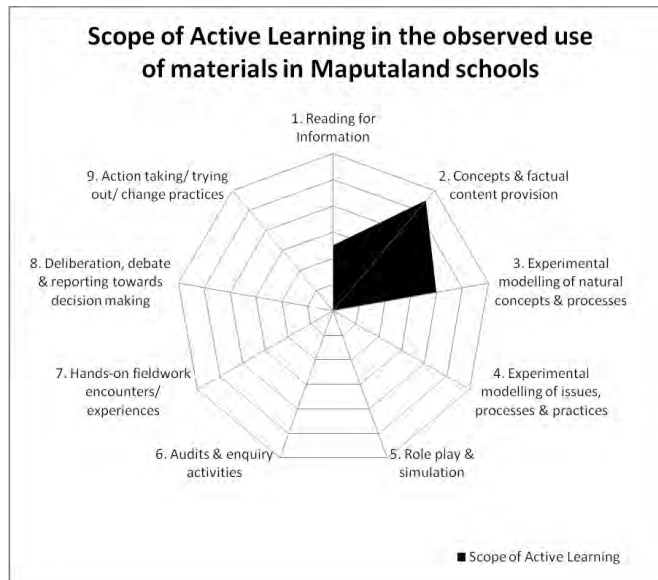 Scope of Active Learning in the observed use
of materials in Maputaland schools
1. Reading for
Information
2. Concepts & factual
content provision
3. Experimental
modelling of natural
concepts & processes
4. Experimental
modelling of issues,
processes & practices
5. Role play &
simulation
6. Audits & enquiry
activities
7. Hands-on fieldwork
encounters/
experiences
8. Deliberation, debate
& reporting towards
decision making
9. Action taking/ trying
out/ change practices
Scope of Active Learning